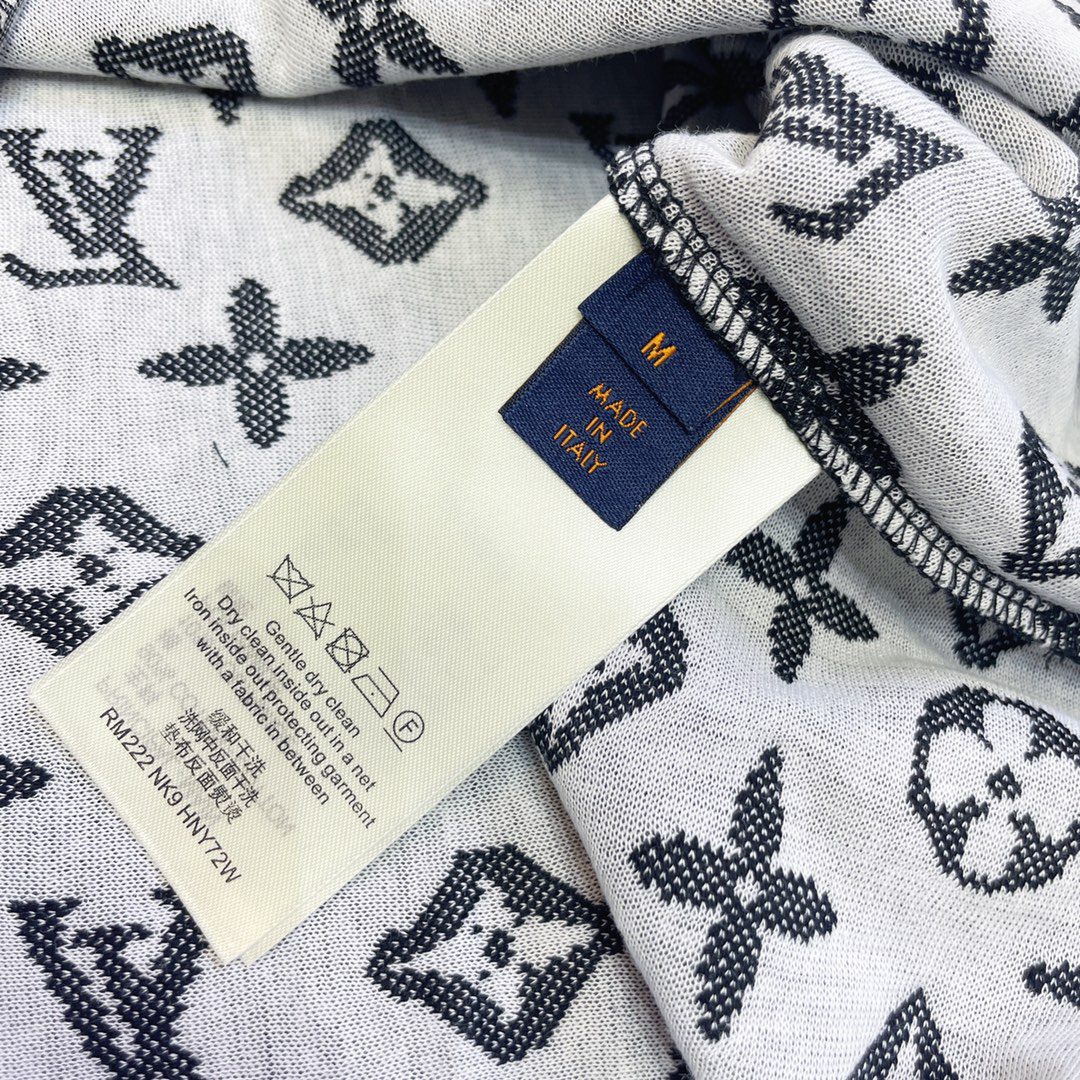 M
MADE
IN
ITALY
F
Gentle dry clean
Dry clean inside out in a net
Iron inside out protecting garment
with a fabric in between
缓和干洗
洗网中反面干洗
垫布反面熨烫
RM222 NK9 HNY72W